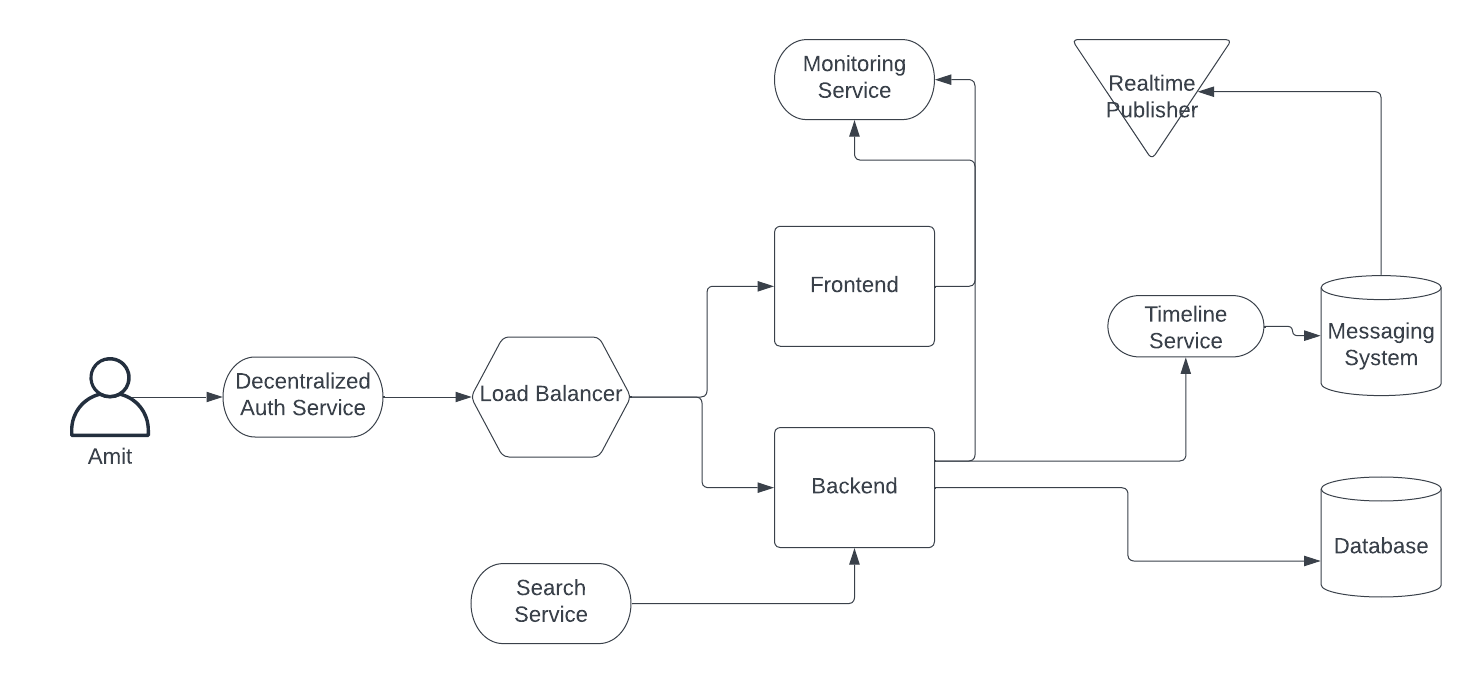 Monitoring
Service
Realtime
Publisher
Frontend
Timeline
Service
Messaging
System
Decentralized
Auth Service
Load Balancer
Amit
Backend
Database
Search
Service